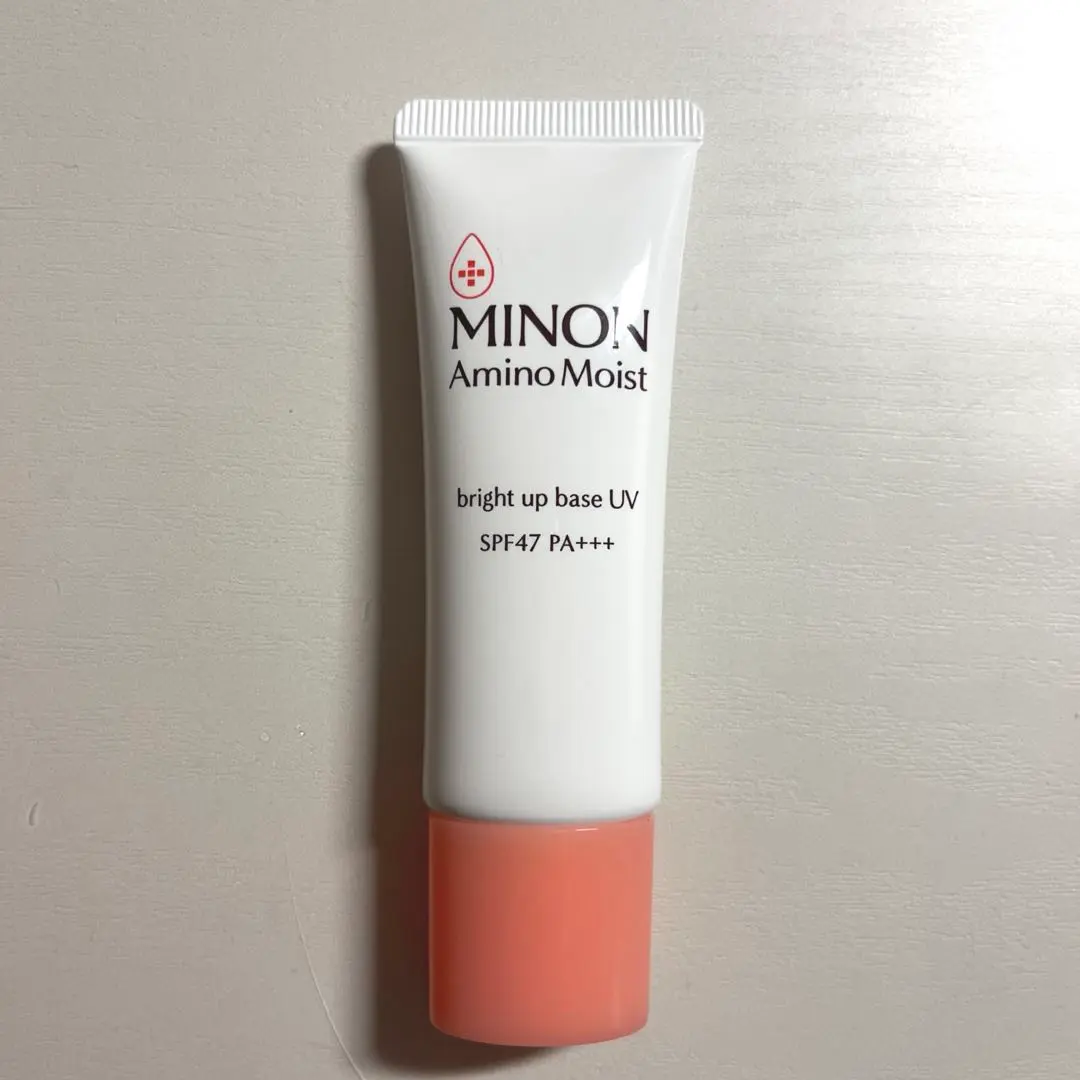 MINON
Amino Moist
bright up base UV
SPF47 PA+++